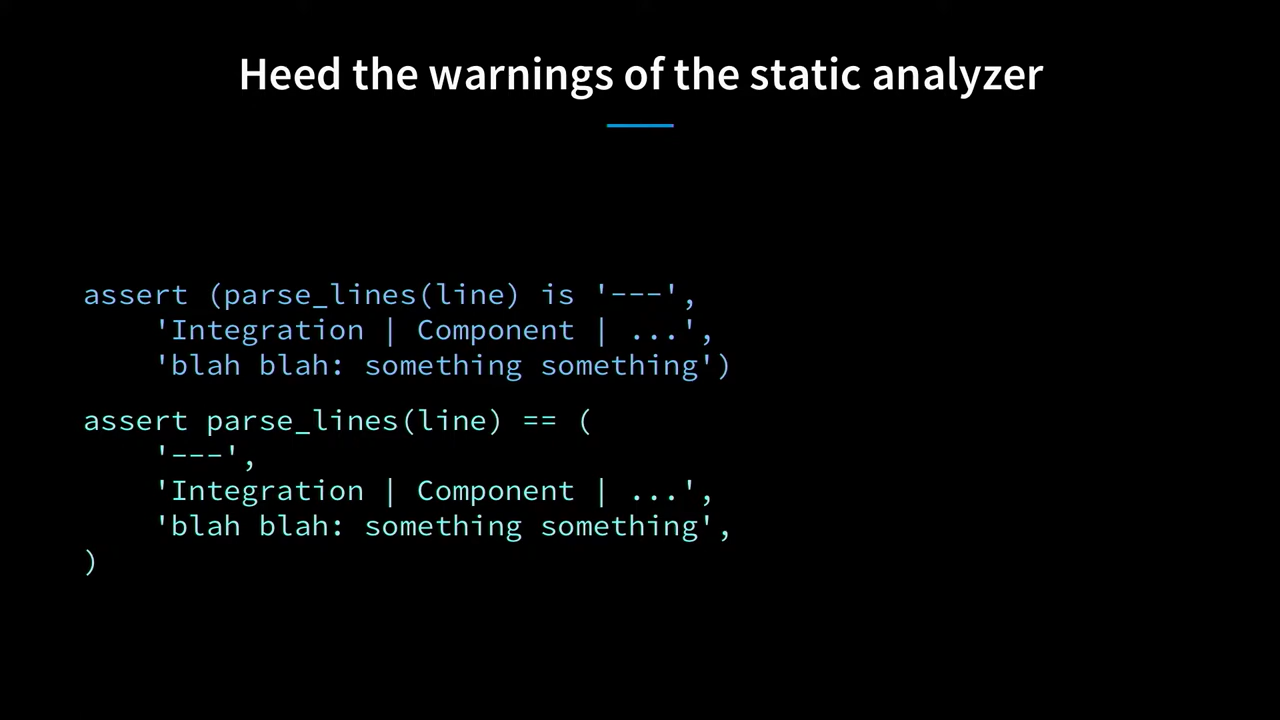 Heed the warnings of the static analyzer
assert (parse_lines(line) is '---',
    'Integration | Component | ...',
    'blah blah: something something')
assert parse_lines(line) == (
    '---',
    'Integration | Component | ...',
    'blah blah: something something',
)